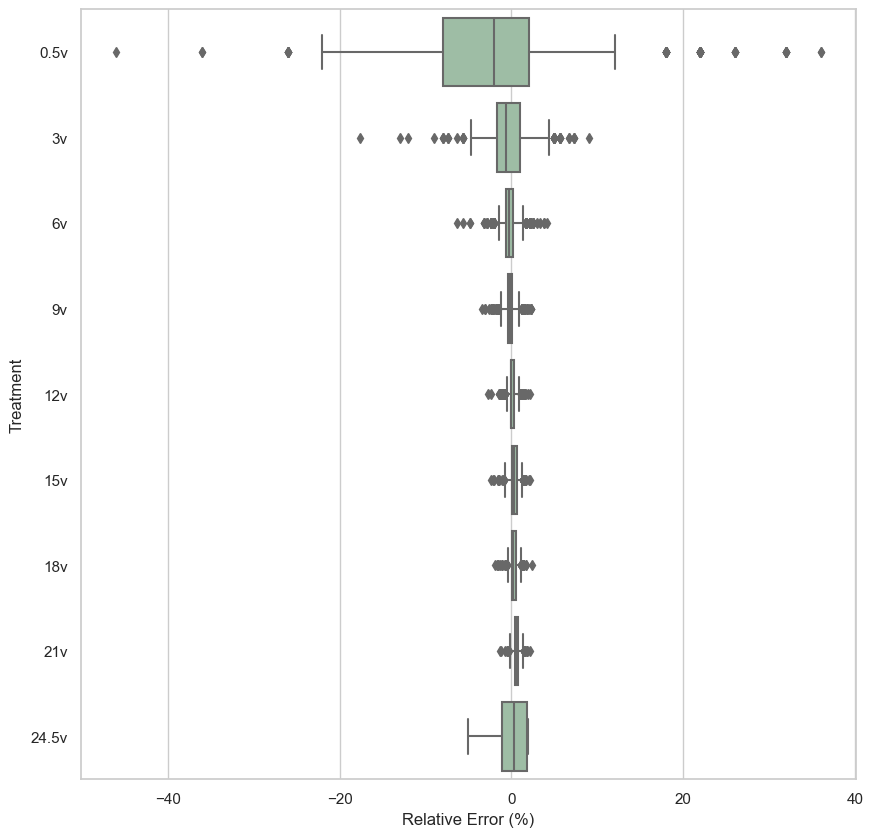 0.5v
3v
6v
9v
12v
15v
18v
21v
24.5v
Treatment
−40
−20
0
20
40
Relative Error (%)